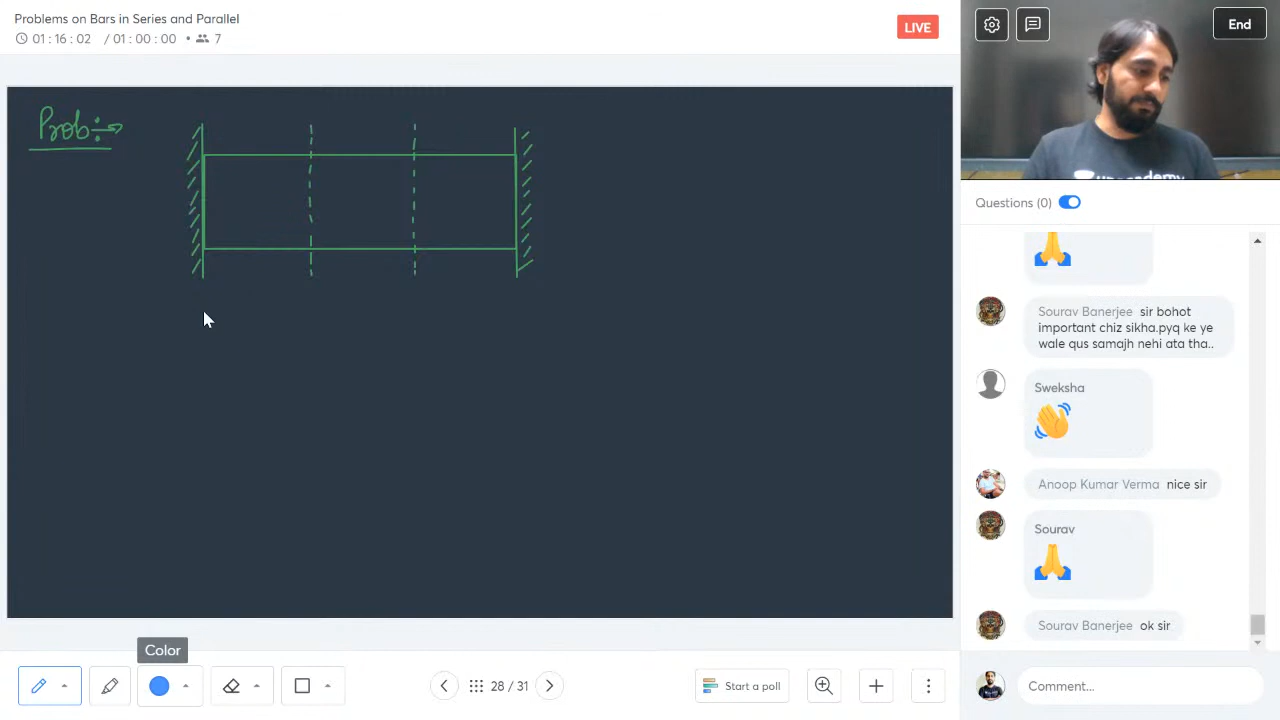 Problems on Bars in Series and Parallel
01 : 16 : 02 / 01 : 00 : 00 • 7
LIVE
End
Prob ÷→
Questions (0)
Sourav Banerjee sir bohot
important chiz sikha.pyq ke ye
wale qus samajh nehi ata tha..
Sweksha
Anoop Kumar Verma nice sir
Sourav
Sourav Banerjee ok sir
Color
28 / 31
Start a poll
Comment...